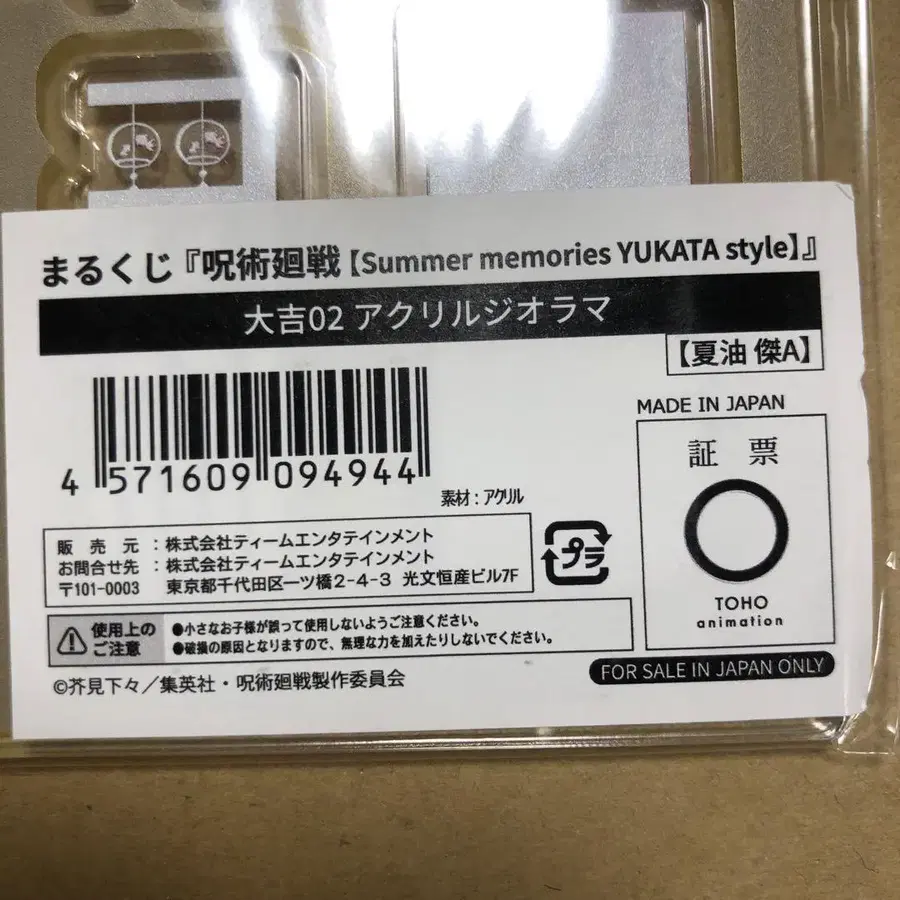 まるくじ『呪術廻戦【Summer memories YUKATA style】』
大吉02 アクリルジオラマ
【夏油 傑A】
4 571609 094944
素材：アクリル
MADE IN JAPAN
証 票
TOHO
animation
販 売 元 ：株式会社ティームエンタテインメント
お問合せ先 ：株式会社ティームエンタテインメント
〒101-0003 東京都千代田区一ツ橋2-4-3 光文恒産ビル7F
プラ
使用上の
ご注意
●小さなお子様が誤って使用しないようご注意ください。
●破損の原因となりますので、無理な力を加えたりしないでください。
FOR SALE IN JAPAN ONLY
©芥見下々／集英社・呪術廻戦製作委員会